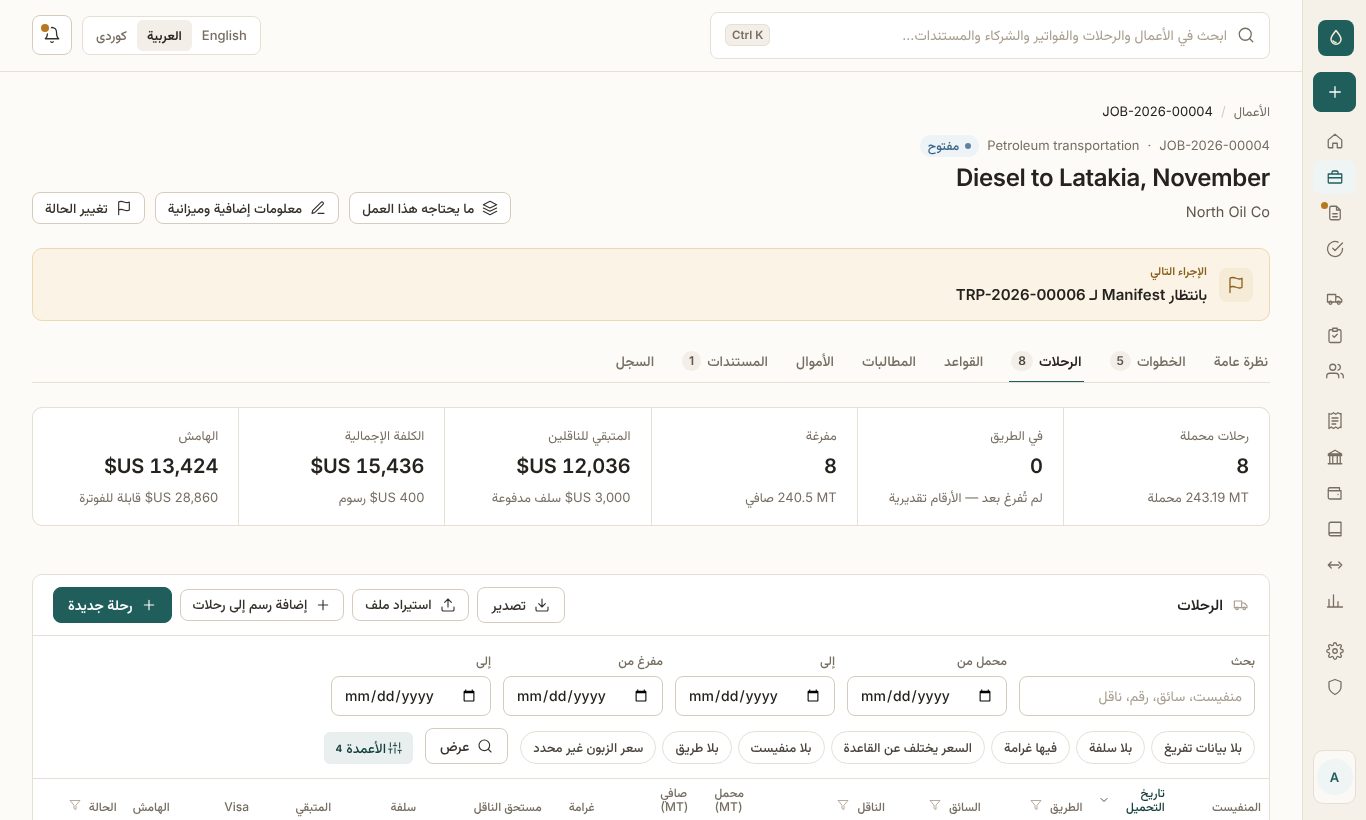 ابحث في الأعمال والرحلات والفواتير والشركاء والمستندات...
Ctrl K
English
العربية
كوردى
الأعمال / JOB-2026-00004
JOB-2026-00004 · Petroleum transportation
مفتوح
Diesel to Latakia, November
North Oil Co
ما يحتاجه هذا العمل
معلومات إضافية وميزانية
تغيير الحالة
الإجراء التالي
بانتظار Manifest لـ TRP-2026-00006
نظرة عامة
الخطوات 5
الرحلات 8
القواعد
المطالبات
الأموال
المستندات 1
السجل
رحلات محملة
8
243.19 MT محملة
في الطريق
0
لم تُفرغ بعد — الأرقام تقديرية
مفرغة
8
240.5 MT صافي
المتبقي للناقلين
$US 12,036
$US 3,000 سلف مدفوعة
الكلفة الإجمالية
$US 15,436
$US 400 رسوم
الهامش
$US 13,424
$US 28,860 قابلة للفوترة
الرحلات
تصدير
استيراد ملف
إضافة رسم إلى رحلات
رحلة جديدة
بحث
منفيست، سائق، رقم، ناقل
محمل من
mm/dd/yyyy
إلى
mm/dd/yyyy
مفرغ من
mm/dd/yyyy
إلى
mm/dd/yyyy
بلا بيانات تفريغ
بلا سلفة
فيها غرامة
السعر يختلف عن القاعدة
بلا منفيست
بلا طريق
سعر الزبون غير محدد
عرض
الأعمدة 4
المنفيست
تاريخ التحميل
الطريق
السائق
الناقل
محمل (MT)
صافي (MT)
غرامة
مستحق الناقل
سلفة
المتبقي
Visa
الهامش
الحالة
A